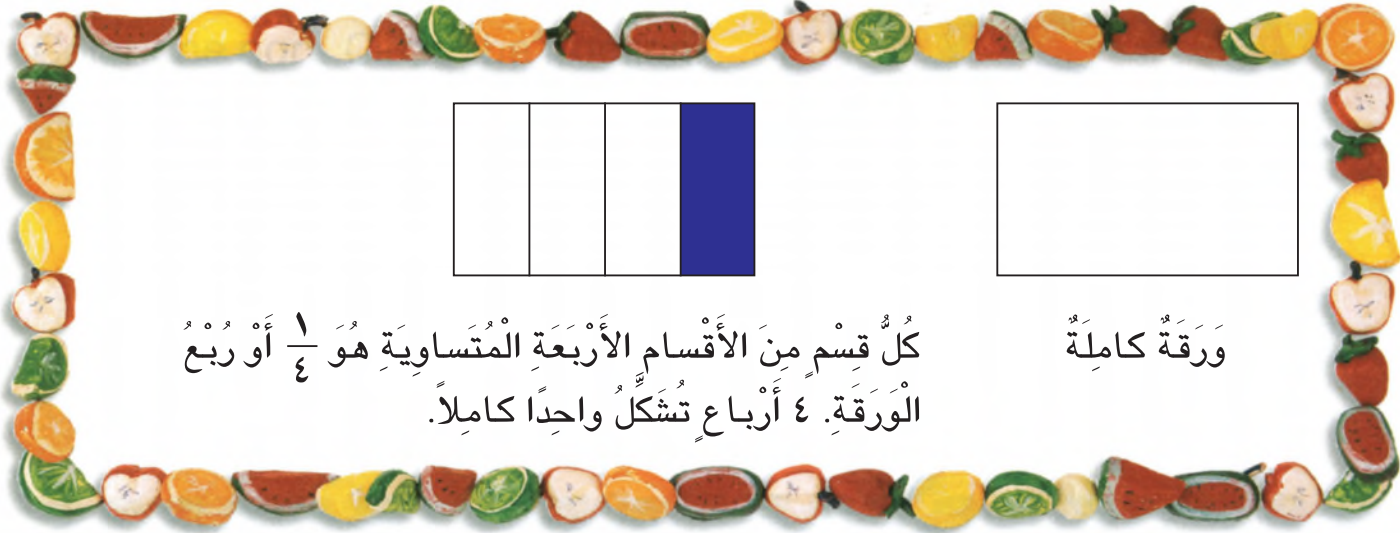 وَرَقَةٌ كامِلَةٌ
كُلُّ قِسْمٍ مِنَ الأَقْسامِ الأَرْبَعَةِ الْمُتَساوِيَةِ هُوَ ١/٤ أَوْ رُبْعُ
الْوَرَقَةِ. ٤ أَرْباعٍ تُشَكِّلُ واحِدًا كامِلاً.